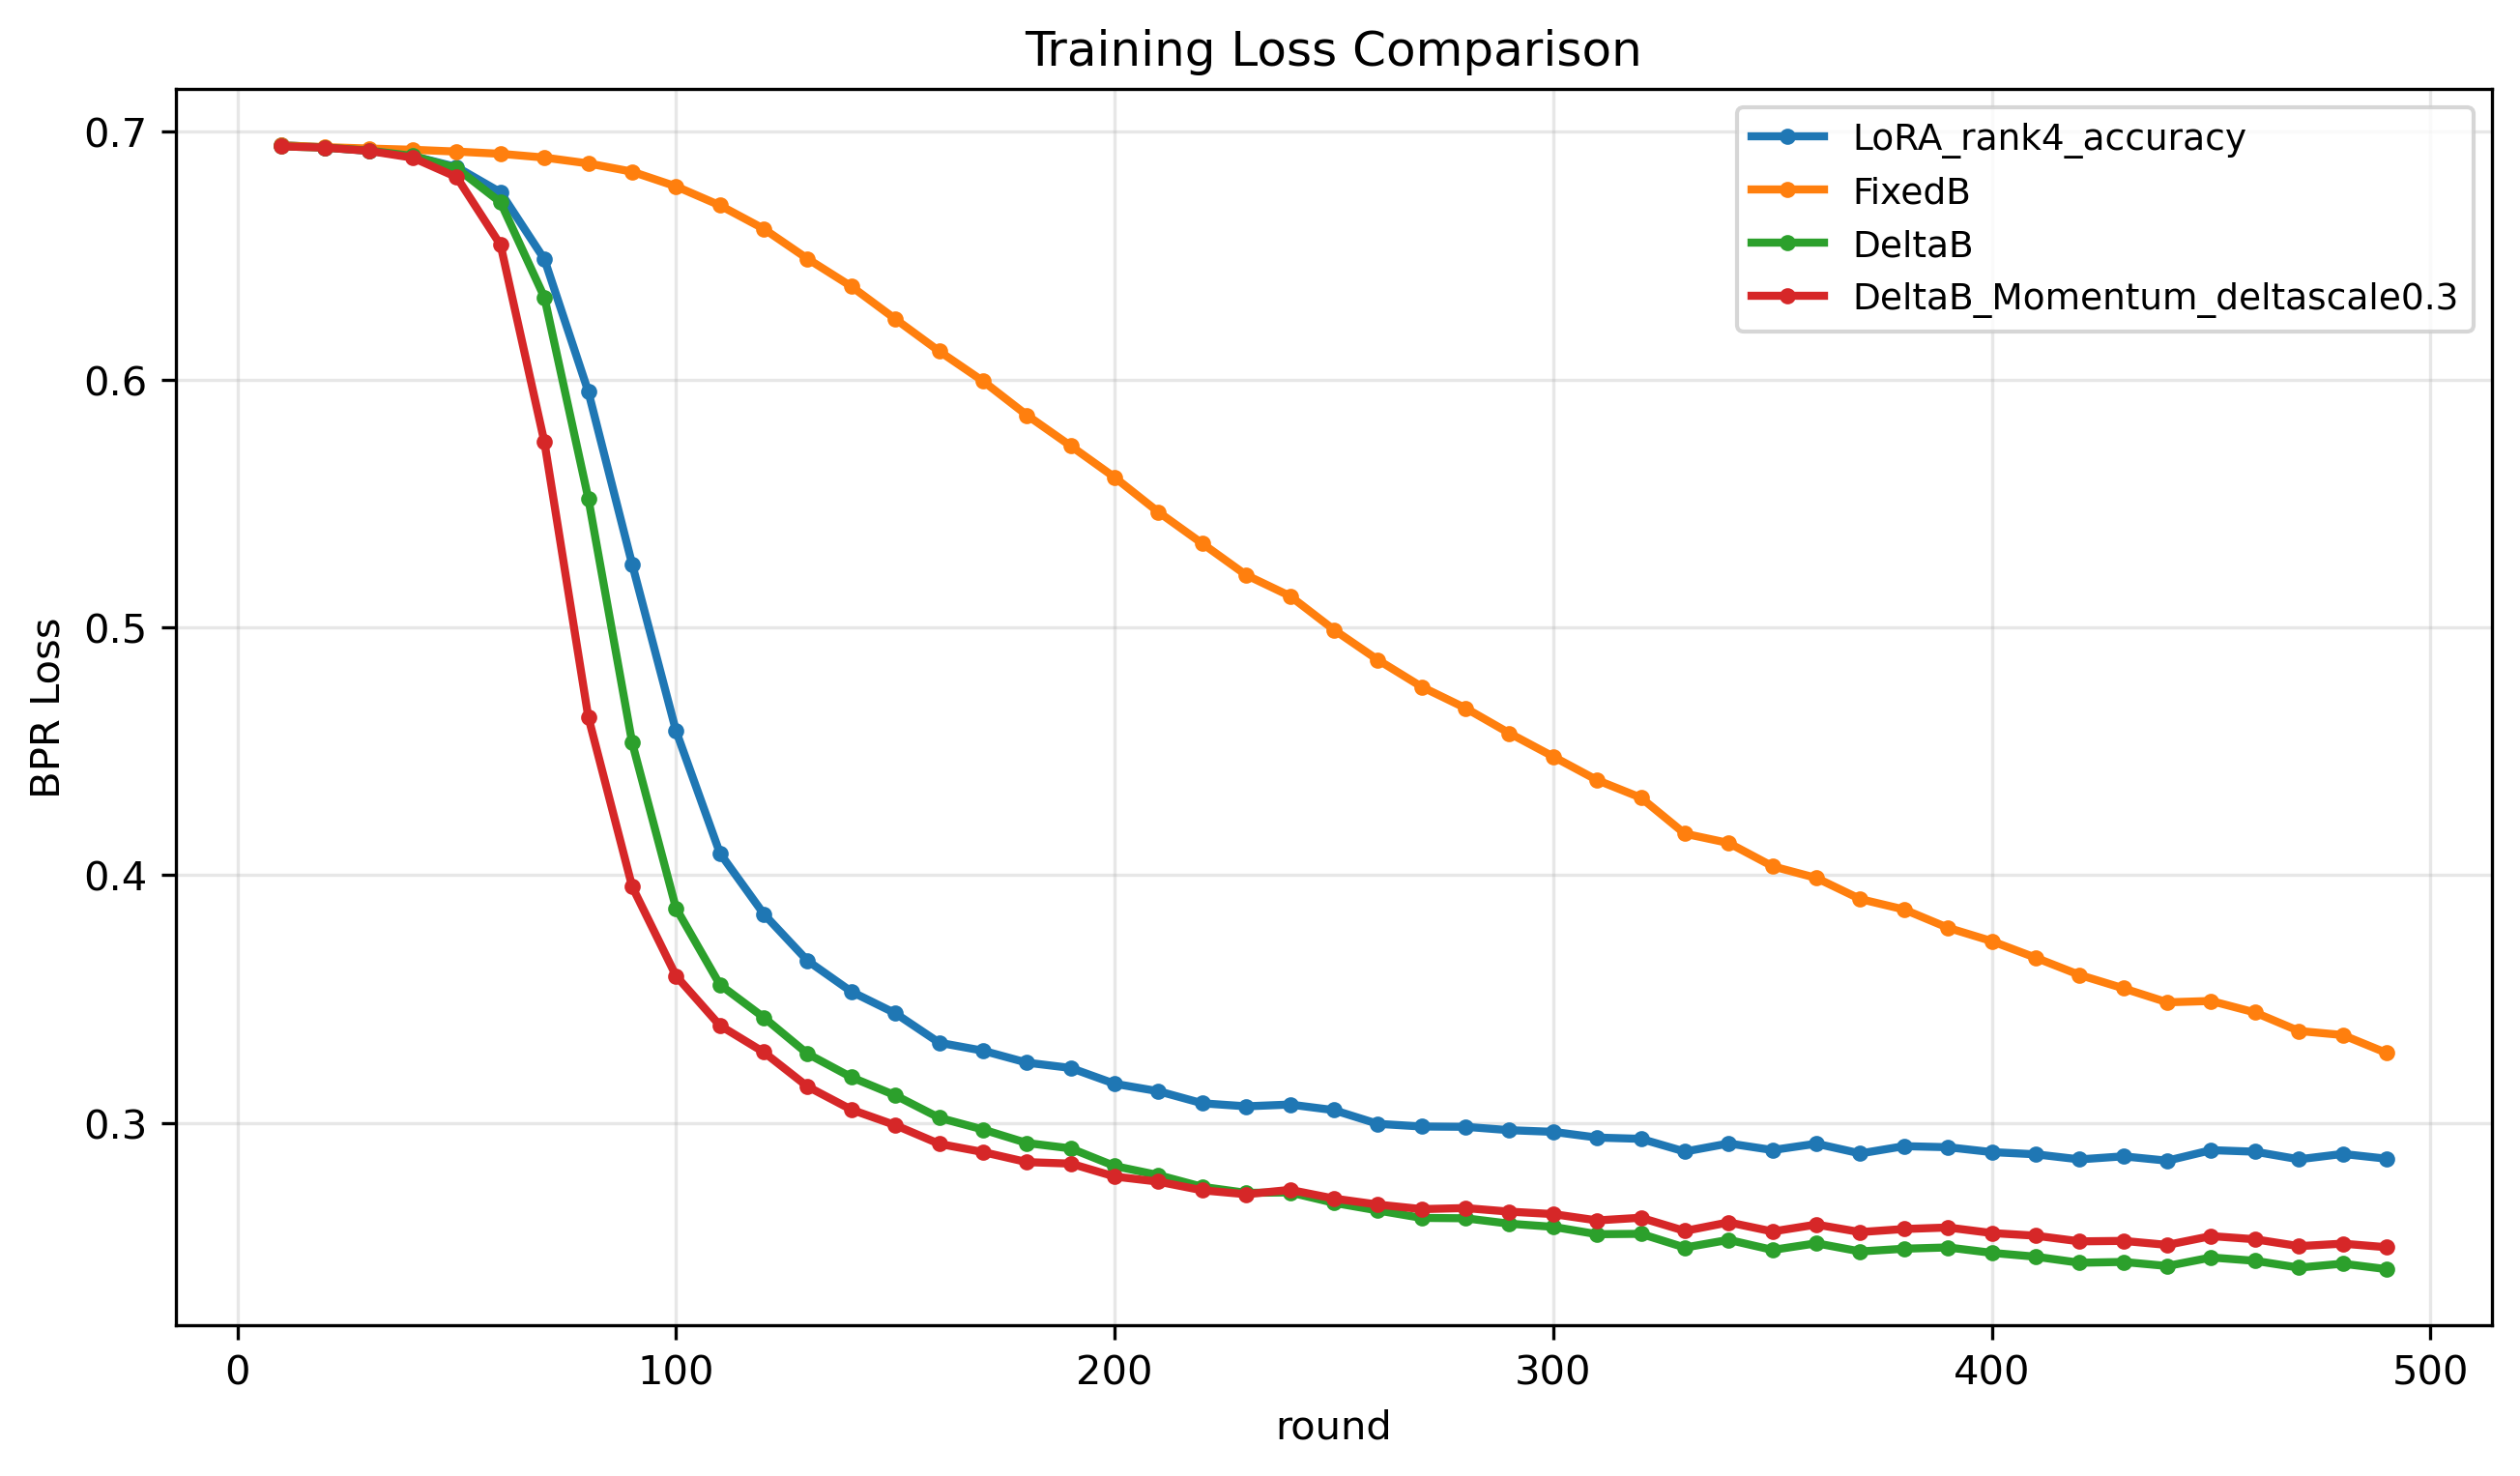 Training Loss Comparison
LoRA_rank4_accuracy
FixedB
DeltaB
DeltaB_Momentum_deltascale0.3
BPR Loss
0.7
0.6
0.5
0.4
0.3
0 100 200 300 400 500
round